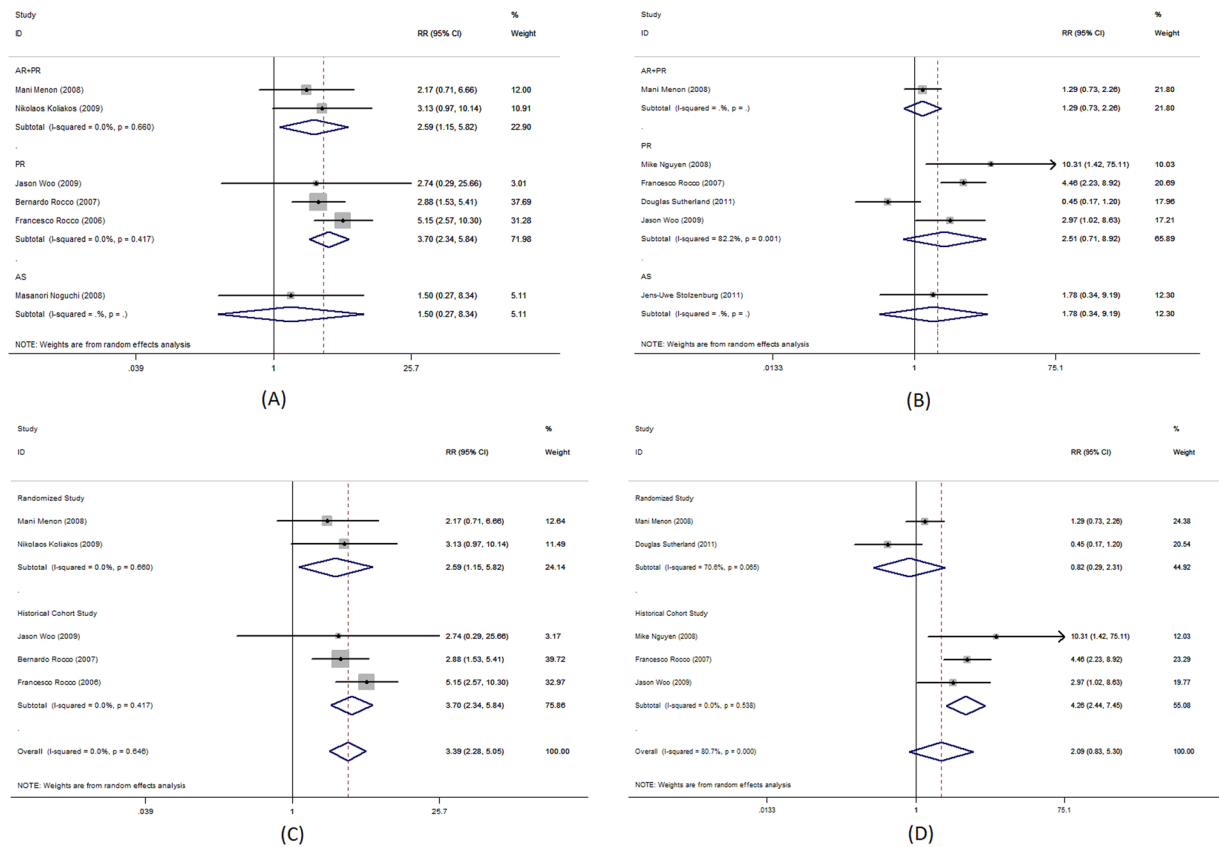 Study %
ID RR (95% CI) Weight
AR+PR
Mani Menon (2008) 2.17 (0.71, 6.66) 12.00
Nikolaos Koliakos (2009) 3.13 (0.97, 10.14) 10.91
Subtotal (I-squared = 0.0%, p = 0.660) 2.59 (1.15, 5.82) 22.90
.
PR
Jason Woo (2009) 2.74 (0.29, 25.66) 3.01
Bernardo Rocco (2007) 2.88 (1.53, 5.41) 37.69
Francesco Rocco (2006) 5.15 (2.57, 10.30) 31.28
Subtotal (I-squared = 0.0%, p = 0.417) 3.70 (2.34, 5.84) 71.98
.
AS
Masanori Noguchi (2008) 1.50 (0.27, 8.34) 5.11
Subtotal (I-squared = .%, p = .) 1.50 (0.27, 8.34) 5.11
NOTE: Weights are from random effects analysis
.039 1 25.7
(A)
Study %
ID RR (95% CI) Weight
AR+PR
Mani Menon (2008) 1.29 (0.73, 2.26) 21.80
Subtotal (I-squared = .%, p = .) 1.29 (0.73, 2.26) 21.80
.
PR
Mike Nguyen (2008) 10.31 (1.42, 75.11) 10.03
Francesco Rocco (2007) 4.46 (2.23, 8.92) 20.69
Douglas Sutherland (2011) 0.45 (0.17, 1.20) 17.96
Jason Woo (2009) 2.97 (1.02, 8.63) 17.21
Subtotal (I-squared = 82.2%, p = 0.001) 2.51 (0.71, 8.92) 65.89
.
AS
Jens-Uwe Stolzenburg (2011) 1.78 (0.34, 9.19) 12.30
Subtotal (I-squared = .%, p = .) 1.78 (0.34, 9.19) 12.30
NOTE: Weights are from random effects analysis
.0133 1 75.1
(B)
Study %
ID RR (95% CI) Weight
Randomized Study
Mani Menon (2008) 2.17 (0.71, 6.66) 12.64
Nikolaos Koliakos (2009) 3.13 (0.97, 10.14) 11.49
Subtotal (I-squared = 0.0%, p = 0.660) 2.59 (1.15, 5.82) 24.14
.
Historical Cohort Study
Jason Woo (2009) 2.74 (0.29, 25.66) 3.17
Bernardo Rocco (2007) 2.88 (1.53, 5.41) 39.72
Francesco Rocco (2006) 5.15 (2.57, 10.30) 32.97
Subtotal (I-squared = 0.0%, p = 0.417) 3.70 (2.34, 5.84) 75.86
.
Overall (I-squared = 0.0%, p = 0.646) 3.39 (2.28, 5.05) 100.00
NOTE: Weights are from random effects analysis
.039 1 25.7
(C)
Study %
ID RR (95% CI) Weight
Randomized Study
Mani Menon (2008) 1.29 (0.73, 2.26) 24.38
Douglas Sutherland (2011) 0.45 (0.17, 1.20) 20.54
Subtotal (I-squared = 70.6%, p = 0.065) 0.82 (0.29, 2.31) 44.92
.
Historical Cohort Study
Mike Nguyen (2008) 10.31 (1.42, 75.11) 12.03
Francesco Rocco (2007) 4.46 (2.23, 8.92) 23.29
Jason Woo (2009) 2.97 (1.02, 8.63) 19.77
Subtotal (I-squared = 0.0%, p = 0.538) 4.26 (2.44, 7.45) 55.08
.
Overall (I-squared = 80.7%, p = 0.000) 2.09 (0.83, 5.30) 100.00
NOTE: Weights are from random effects analysis
.0133 1 75.1
(D)